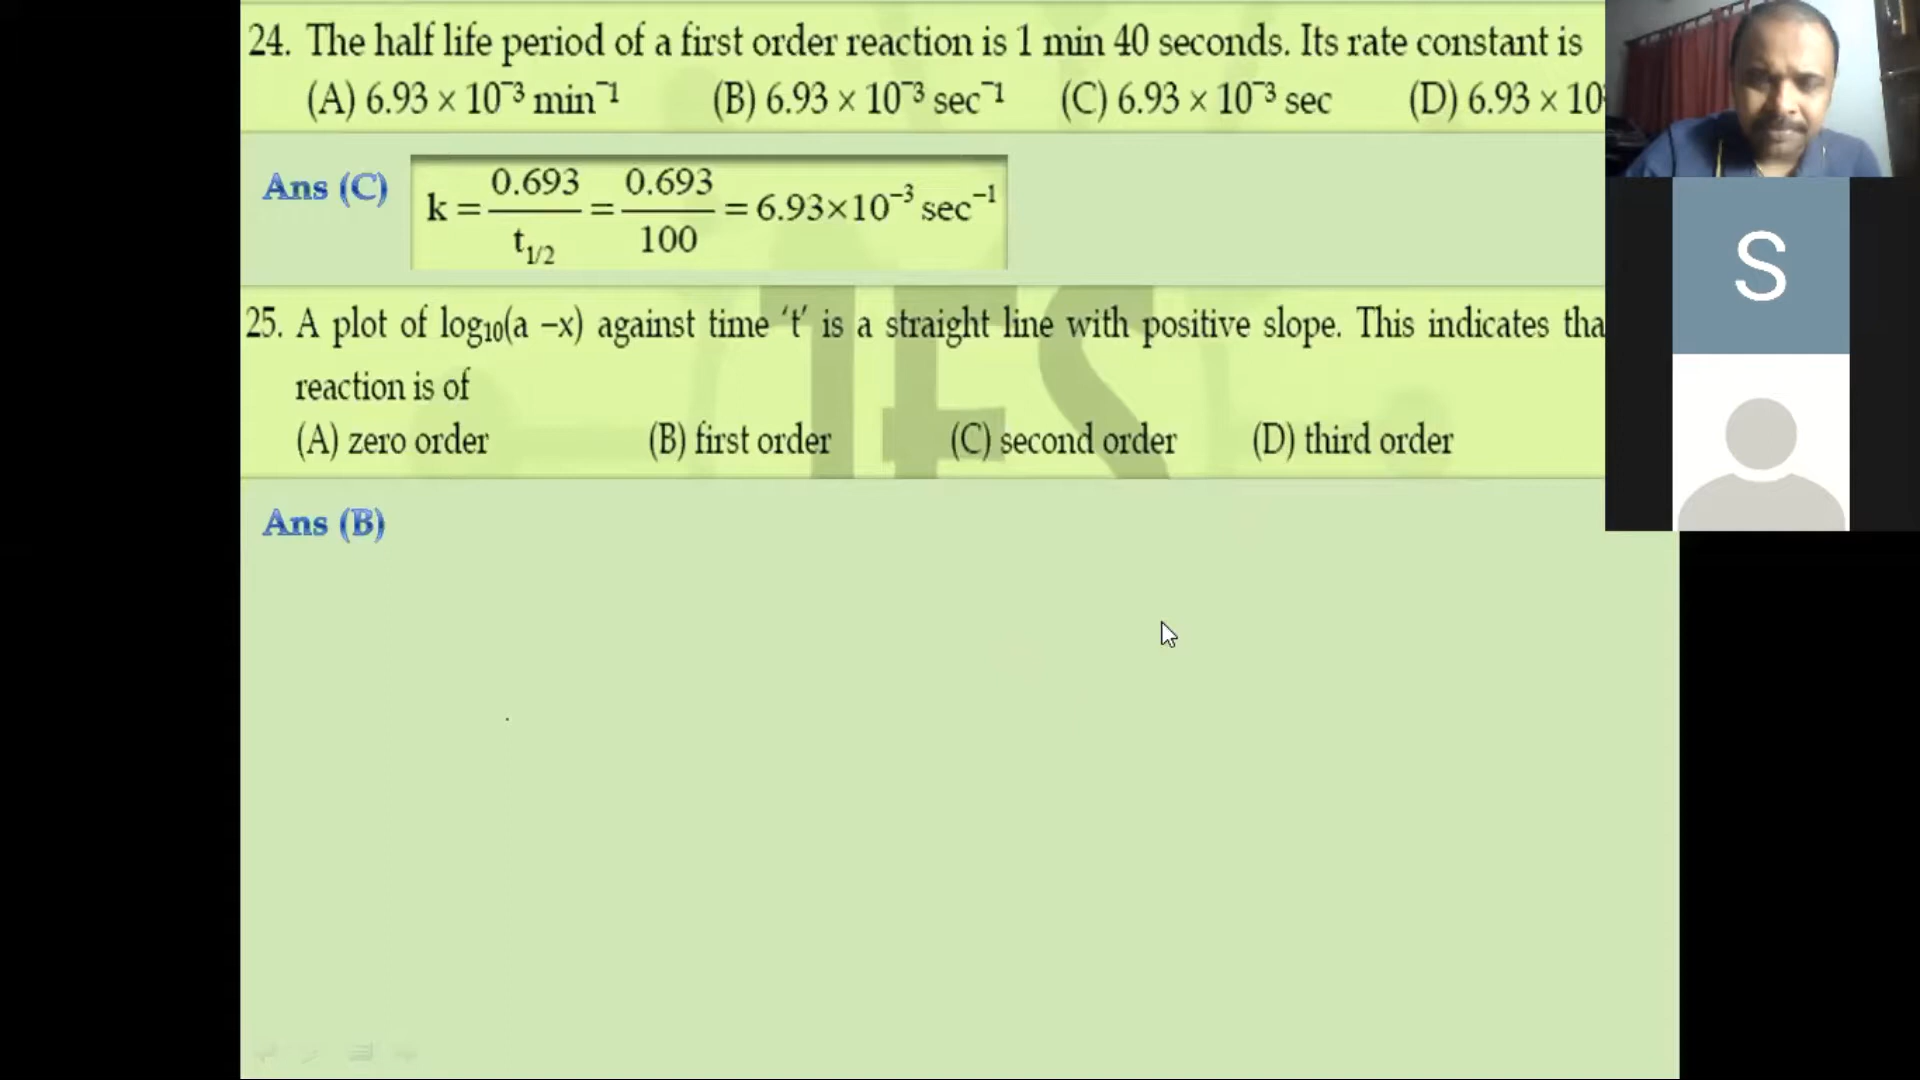 24. The half life period of a first order reaction is 1 min 40 seconds. Its rate constant is
(A) 6.93 × 10⁻³ min⁻¹ (B) 6.93 × 10⁻³ sec⁻¹ (C) 6.93 × 10⁻³ sec (D) 6.93 × 10
Ans (C) k = 0.693/t₁/₂ = 0.693/100 = 6.93×10⁻³ sec⁻¹
25. A plot of log₁₀(a –x) against time ‘t’ is a straight line with positive slope. This indicates tha
reaction is of
(A) zero order (B) first order (C) second order (D) third order
Ans (B)
S